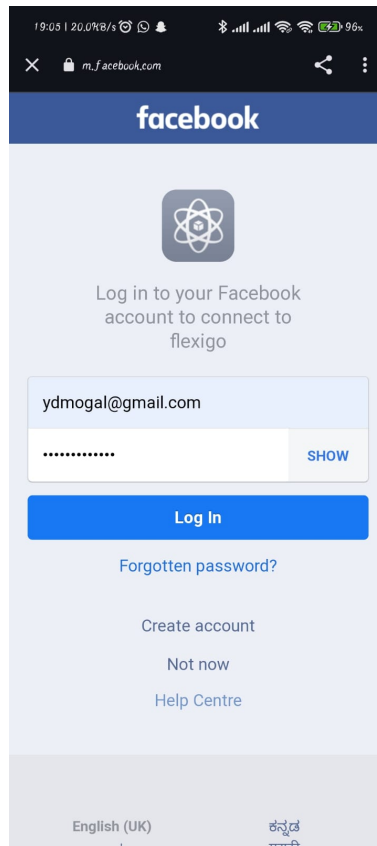 19:05 | 20.0KB/s 96%
m.facebook.com
facebook
Log in to your Facebook
account to connect to
flexigo
ydmogal@gmail.com
••••••••••••• SHOW
Log In
Forgotten password?
Create account
Not now
Help Centre
English (UK) ಕನ್ನಡ